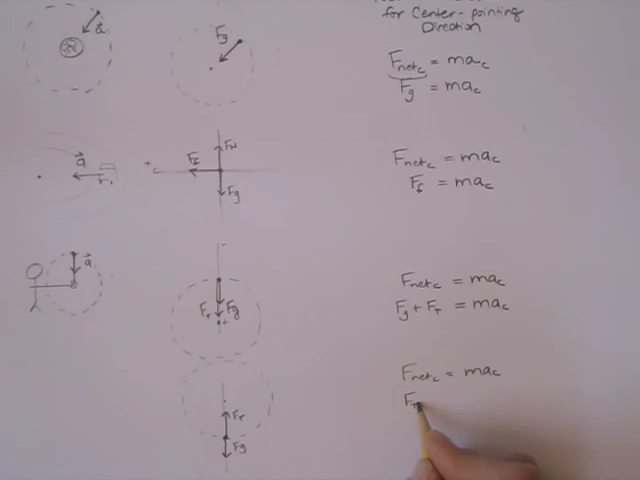 for Center-pointing
Direction
a
Fg
Fnetc = mac
Fg = mac
a
+c
Ff
FN
Fg
Fnetc = mac
Ff = mac
a
FT
Fg
+
Fnetc = mac
Fg + FT = mac
FT
Fg
Fnetc = mac
FT